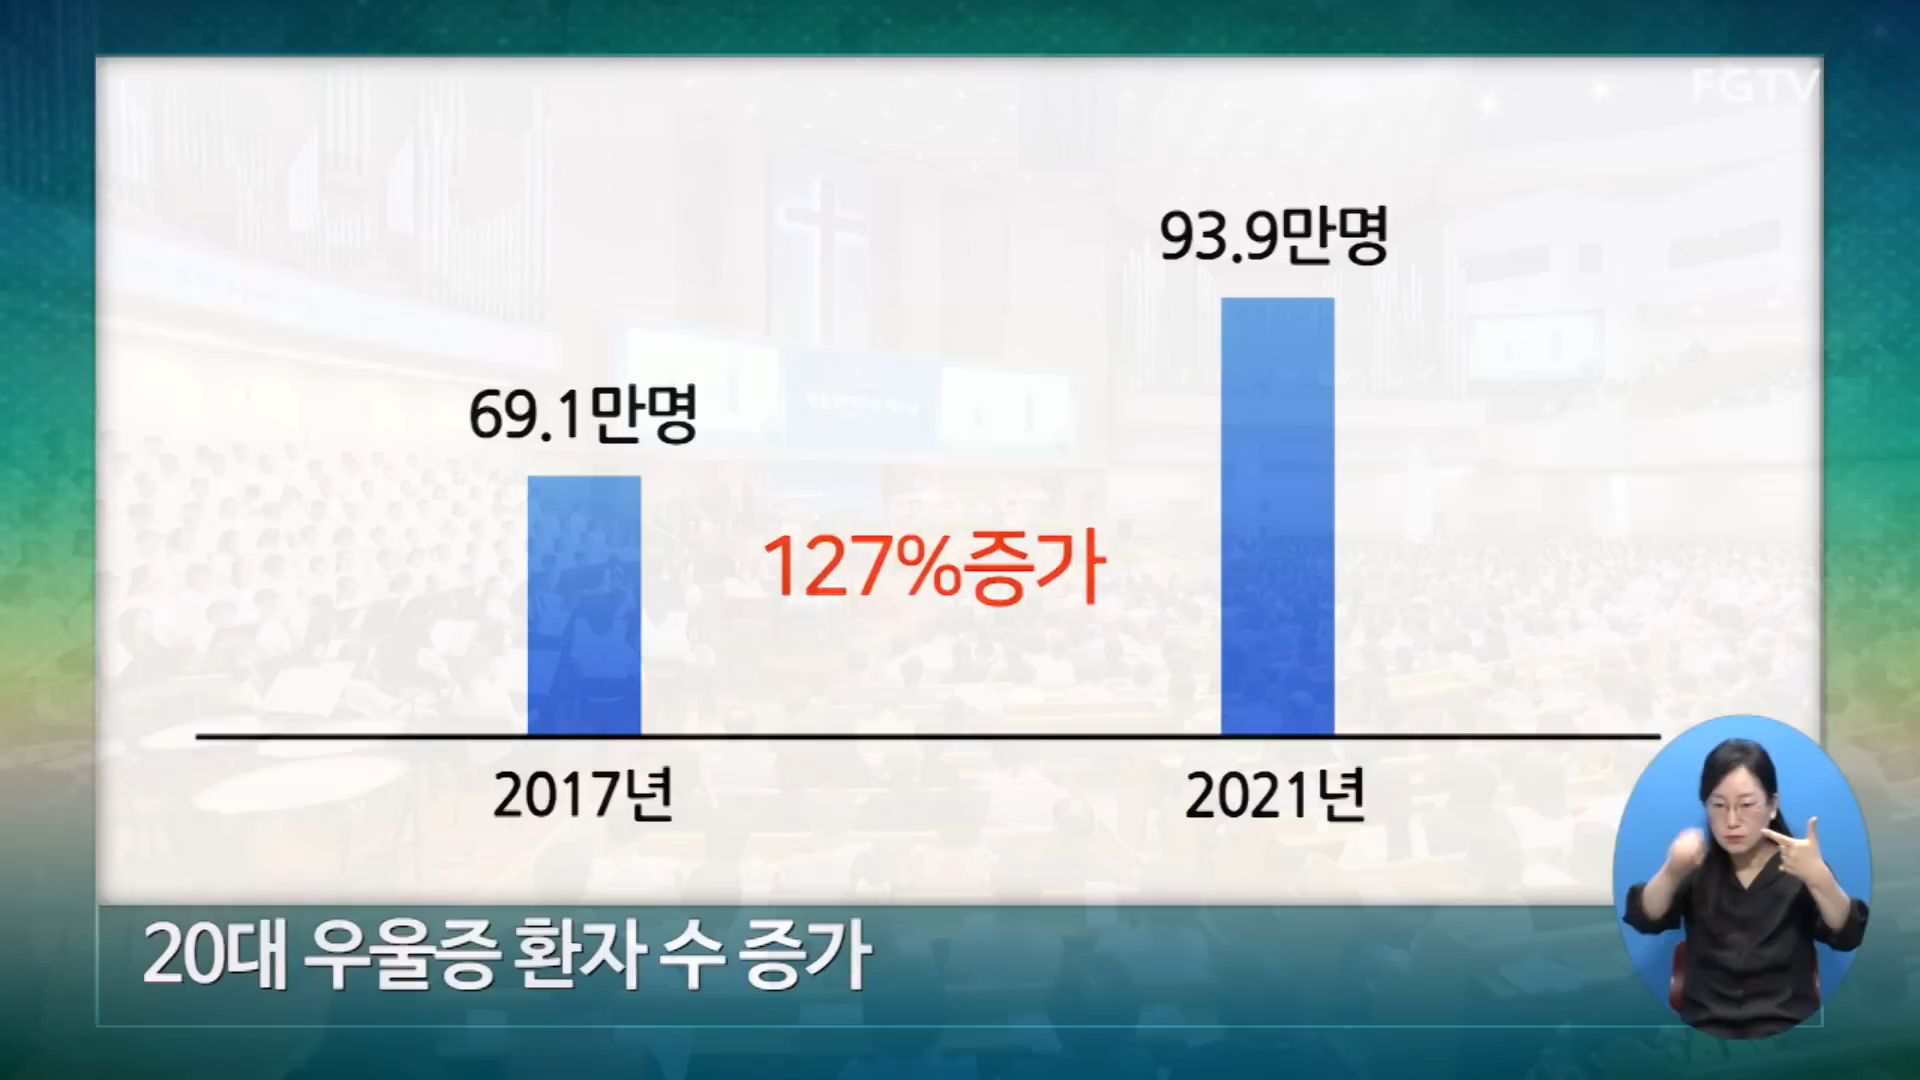 FGTV
93.9만명
69.1만명
127%증가
2017년
2021년
20대 우울증 환자 수 증가